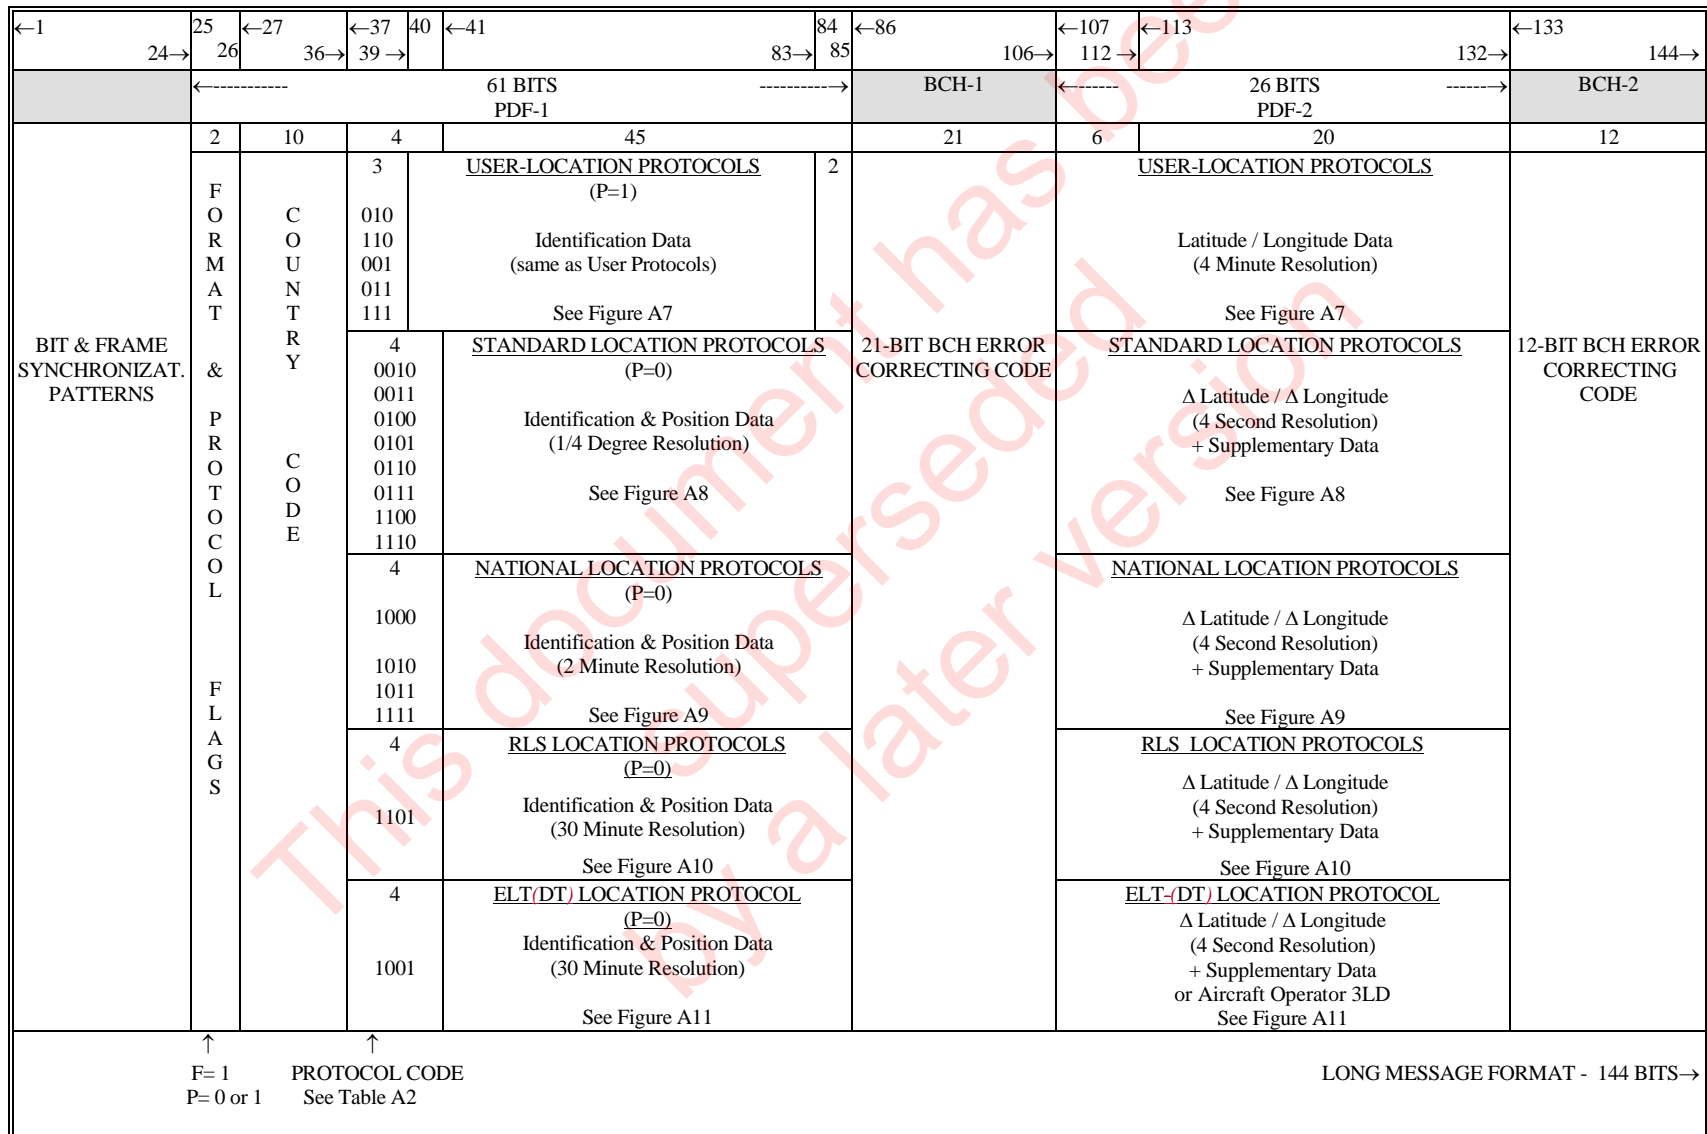 ←1 25 ←27 ←37 40 ←41 84 ←86 ←107 ←113 ←133
24→ 26 36→ 39→ 83→ 85 106→ 112→ 132→ 144→
←------------ 61 BITS ----------→ BCH-1 ←------- 26 BITS ------→ BCH-2
PDF-1 PDF-2
2 10 4 45 21 6 20 12
BIT & FRAME
SYNCHRONIZAT.
PATTERNS
FORMAT & PROTOCOL FLAGS
COUNTRY CODE
3 USER-LOCATION PROTOCOLS 2
(P=1)
010
110 Identification Data
001 (same as User Protocols)
011
111 See Figure A7
4 STANDARD LOCATION PROTOCOLS
0010 (P=0)
0011
0100 Identification & Position Data
0101 (1/4 Degree Resolution)
0110
0111 See Figure A8
1100
1110
4 NATIONAL LOCATION PROTOCOLS
(P=0)
1000
Identification & Position Data
1010 (2 Minute Resolution)
1011
1111 See Figure A9
4 RLS LOCATION PROTOCOLS
(P=0)
Identification & Position Data
1101
(30 Minute Resolution)
See Figure A10
4 ELT(DT) LOCATION PROTOCOL
(P=0)
Identification & Position Data
1001 (30 Minute Resolution)
See Figure A11
21-BIT BCH ERROR
CORRECTING CODE
USER-LOCATION PROTOCOLS
Latitude / Longitude Data
(4 Minute Resolution)
See Figure A7
STANDARD LOCATION PROTOCOLS
Δ Latitude / Δ Longitude
(4 Second Resolution)
+ Supplementary Data
See Figure A8
NATIONAL LOCATION PROTOCOLS
Δ Latitude / Δ Longitude
(4 Second Resolution)
+ Supplementary Data
See Figure A9
RLS LOCATION PROTOCOLS
Δ Latitude / Δ Longitude
(4 Second Resolution)
+ Supplementary Data
See Figure A10
ELT-(DT) LOCATION PROTOCOL
Δ Latitude / Δ Longitude
(4 Second Resolution)
+ Supplementary Data
or Aircraft Operator 3LD
See Figure A11
12-BIT BCH ERROR
CORRECTING
CODE
↑ ↑
F= 1 PROTOCOL CODE LONG MESSAGE FORMAT - 144 BITS→
P= 0 or 1 See Table A2
This document has bee
superseded
by a later version